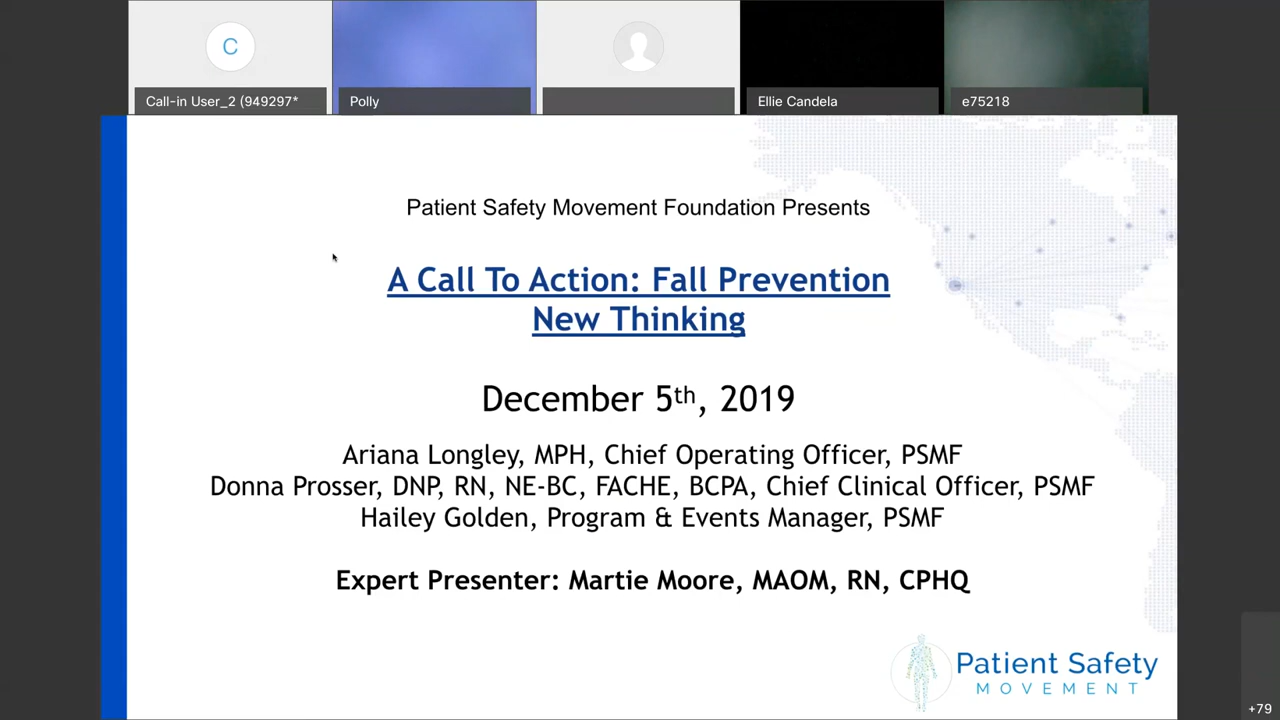 C
Call-in User_2 (949297*
Polly
Ellie Candela
e75218
Patient Safety Movement Foundation Presents
A Call To Action: Fall Prevention
New Thinking
December 5th, 2019
Ariana Longley, MPH, Chief Operating Officer, PSMF
Donna Prosser, DNP, RN, NE-BC, FACHE, BCPA, Chief Clinical Officer, PSMF
Hailey Golden, Program & Events Manager, PSMF
Expert Presenter: Martie Moore, MAOM, RN, CPHQ
Patient Safety
MOVEMENT
+79